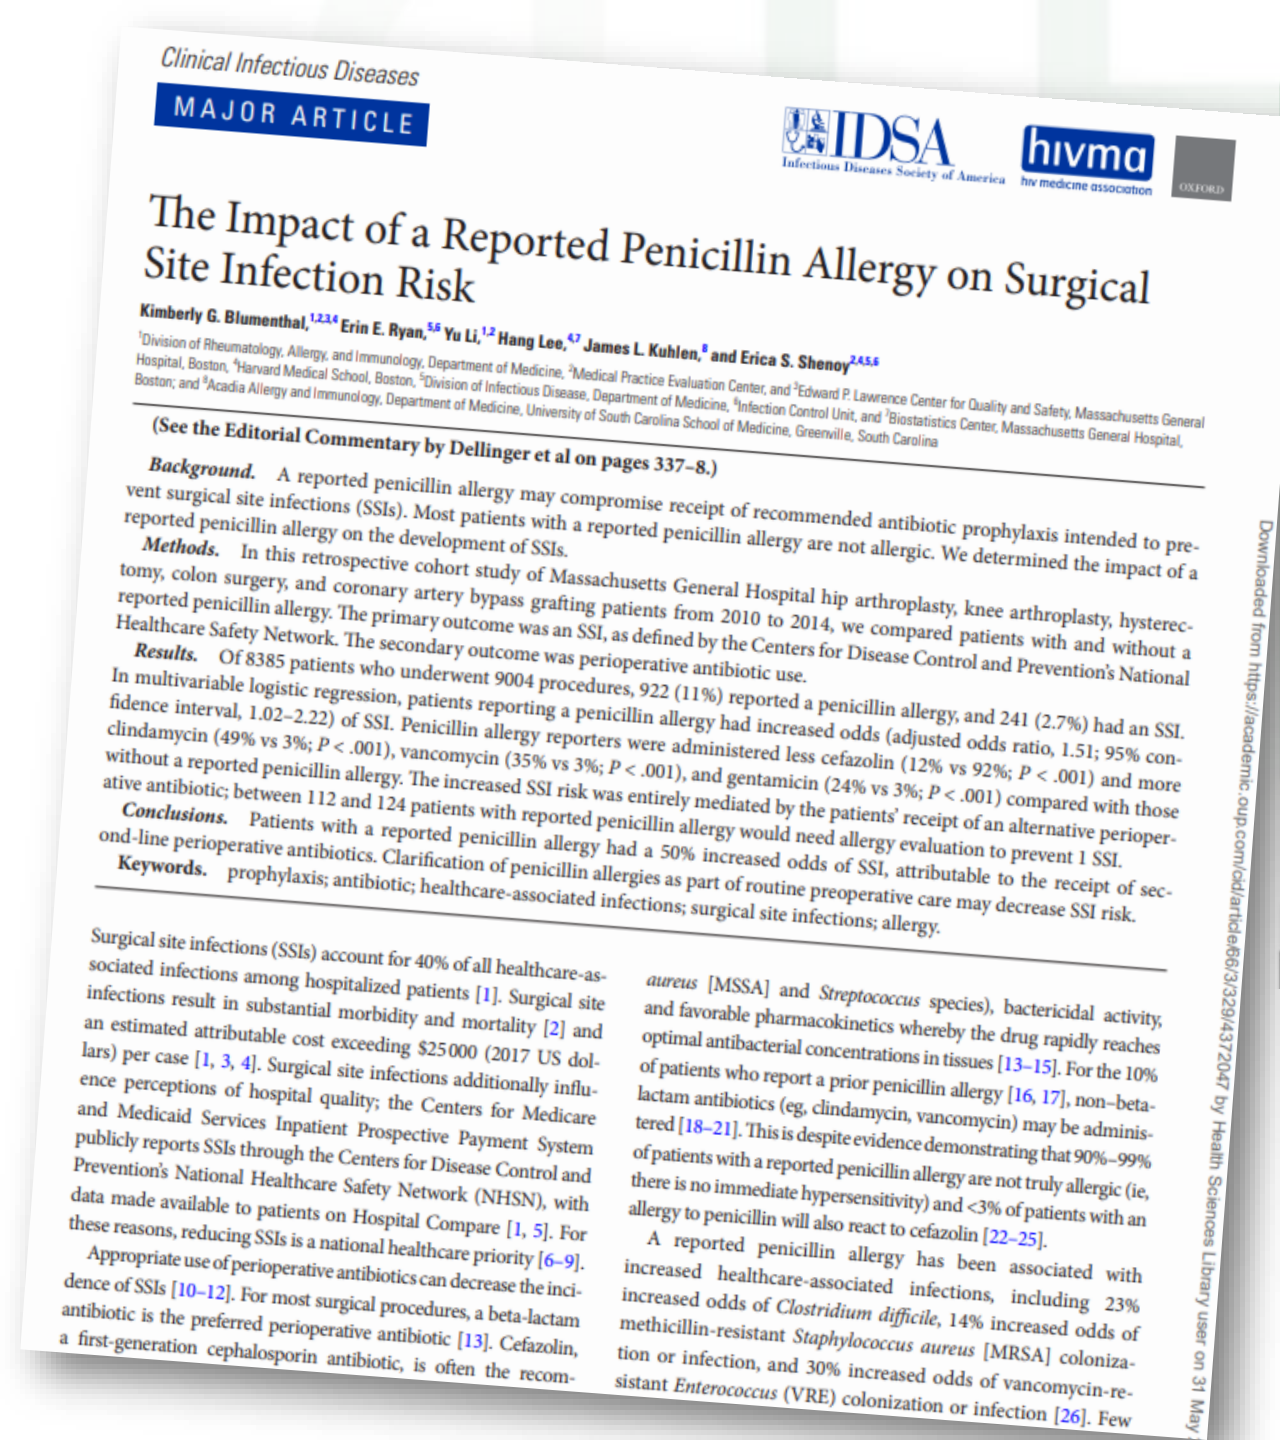 Clinical Infectious Diseases
MAJOR ARTICLE
IDSA
Infectious Diseases Society of America
hivma
hiv medicine association
OXFORD
The Impact of a Reported Penicillin Allergy on Surgical
Site Infection Risk
Kimberly G. Blumenthal,1,2,3,4 Erin E. Ryan,5,6 Yu Li,1,2 Hang Lee,4,7 James L. Kuhlen,8 and Erica S. Shenoy2,4,5,6
1Division of Rheumatology, Allergy, and Immunology, Department of Medicine, 2Medical Practice Evaluation Center, and 3Edward P. Lawrence Center for Quality and Safety, Massachusetts General
Hospital, Boston, 4Harvard Medical School, Boston, 5Division of Infectious Disease, Department of Medicine, 6Infection Control Unit, and 7Biostatistics Center, Massachusetts General Hospital,
Boston; and 8Acadia Allergy and Immunology, Department of Medicine, University of South Carolina School of Medicine, Greenville, South Carolina
(See the Editorial Commentary by Dellinger et al on pages 337–8.)
Background. A reported penicillin allergy may compromise receipt of recommended antibiotic prophylaxis intended to pre-
vent surgical site infections (SSIs). Most patients with a reported penicillin allergy are not allergic. We determined the impact of a
reported penicillin allergy on the development of SSIs.
Methods. In this retrospective cohort study of Massachusetts General Hospital hip arthroplasty, knee arthroplasty, hysterec-
tomy, colon surgery, and coronary artery bypass grafting patients from 2010 to 2014, we compared patients with and without a
reported penicillin allergy. The primary outcome was an SSI, as defined by the Centers for Disease Control and Prevention's National
Healthcare Safety Network. The secondary outcome was perioperative antibiotic use.
Results. Of 8385 patients who underwent 9004 procedures, 922 (11%) reported a penicillin allergy, and 241 (2.7%) had an SSI.
In multivariable logistic regression, patients reporting a penicillin allergy had increased odds (adjusted odds ratio, 1.51; 95% con-
fidence interval, 1.02–2.22) of SSI. Penicillin allergy reporters were administered less cefazolin (12% vs 92%; P < .001) and more
clindamycin (49% vs 3%; P < .001), vancomycin (35% vs 3%; P < .001), and gentamicin (24% vs 3%; P < .001) compared with those
without a reported penicillin allergy. The increased SSI risk was entirely mediated by the patients' receipt of an alternative perioper-
ative antibiotic; between 112 and 124 patients with reported penicillin allergy would need allergy evaluation to prevent 1 SSI.
Conclusions. Patients with a reported penicillin allergy had a 50% increased odds of SSI, attributable to the receipt of sec-
ond-line perioperative antibiotics. Clarification of penicillin allergies as part of routine preoperative care may decrease SSI risk.
Keywords. prophylaxis; antibiotic; healthcare-associated infections; surgical site infections; allergy.
Surgical site infections (SSIs) account for 40% of all healthcare-as-
sociated infections among hospitalized patients [1]. Surgical site
infections result in substantial morbidity and mortality [2] and
an estimated attributable cost exceeding $25 000 (2017 US dol-
lars) per case [1, 3, 4]. Surgical site infections additionally influ-
ence perceptions of hospital quality; the Centers for Medicare
and Medicaid Services Inpatient Prospective Payment System
publicly reports SSIs through the Centers for Disease Control and
Prevention's National Healthcare Safety Network (NHSN), with
data made available to patients on Hospital Compare [1, 5]. For
these reasons, reducing SSIs is a national healthcare priority [6–9].
Appropriate use of perioperative antibiotics can decrease the inci-
dence of SSIs [10–12]. For most surgical procedures, a beta-lactam
antibiotic is the preferred perioperative antibiotic [13]. Cefazolin,
a first-generation cephalosporin antibiotic, is often the recom-
aureus [MSSA] and Streptococcus species), bactericidal activity,
and favorable pharmacokinetics whereby the drug rapidly reaches
optimal antibacterial concentrations in tissues [13–15]. For the 10%
of patients who report a prior penicillin allergy [16, 17], non–beta-
lactam antibiotics (eg, clindamycin, vancomycin) may be adminis-
tered [18–21]. This is despite evidence demonstrating that 90%–99%
of patients with a reported penicillin allergy are not truly allergic (ie,
there is no immediate hypersensitivity) and <3% of patients with an
allergy to penicillin will also react to cefazolin [22–25].
A reported penicillin allergy has been associated with
increased healthcare-associated infections, including 23%
increased odds of Clostridium difficile, 14% increased odds of
methicillin-resistant Staphylococcus aureus [MRSA] coloniza-
tion or infection, and 30% increased odds of vancomycin-re-
sistant Enterococcus (VRE) colonization or infection [26]. Few
Downloaded from https://academic.oup.com/cid/article/66/3/329/4372047 by Health Sciences Library user on 31 May